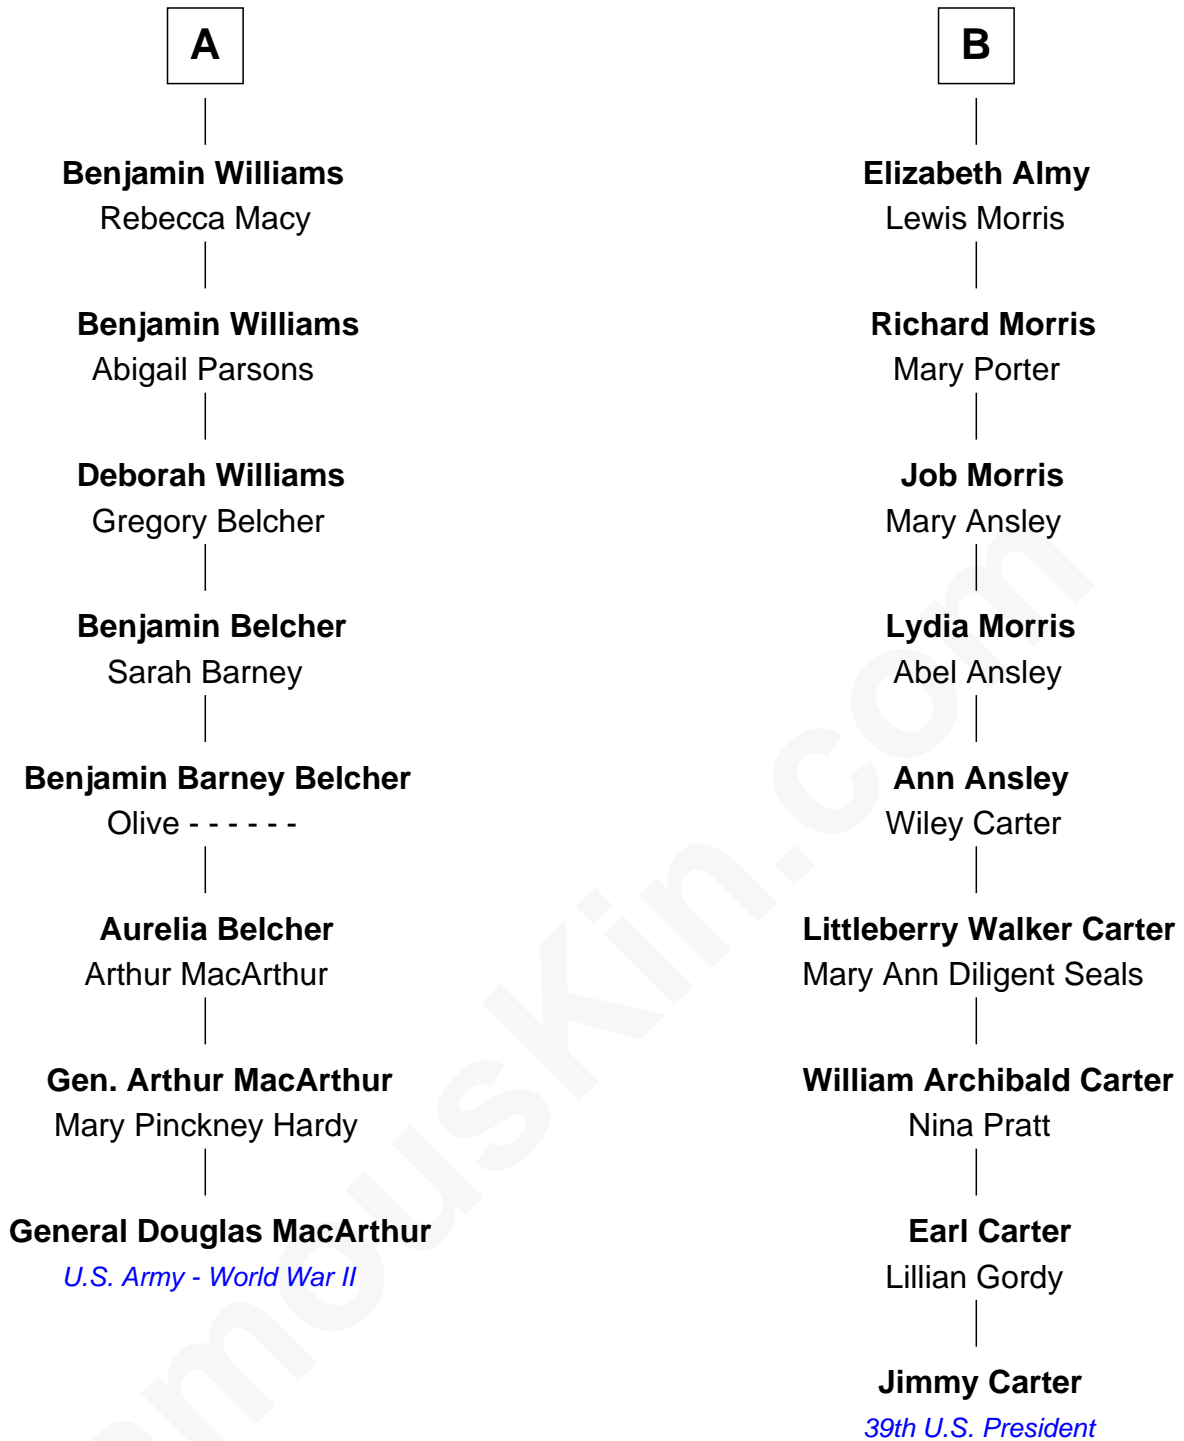 A
Benjamin Williams
Rebecca Macy
Benjamin Williams
Abigail Parsons
Deborah Williams
Gregory Belcher
Benjamin Belcher
Sarah Barney
Benjamin Barney Belcher
Olive - - - - - -
Aurelia Belcher
Arthur MacArthur
Gen. Arthur MacArthur
Mary Pinckney Hardy
General Douglas MacArthur
U.S. Army - World War II
B
Elizabeth Almy
Lewis Morris
Richard Morris
Mary Porter
Job Morris
Mary Ansley
Lydia Morris
Abel Ansley
Ann Ansley
Wiley Carter
Littleberry Walker Carter
Mary Ann Diligent Seals
William Archibald Carter
Nina Pratt
Earl Carter
Lillian Gordy
Jimmy Carter
39th U.S. President
amouskin.com